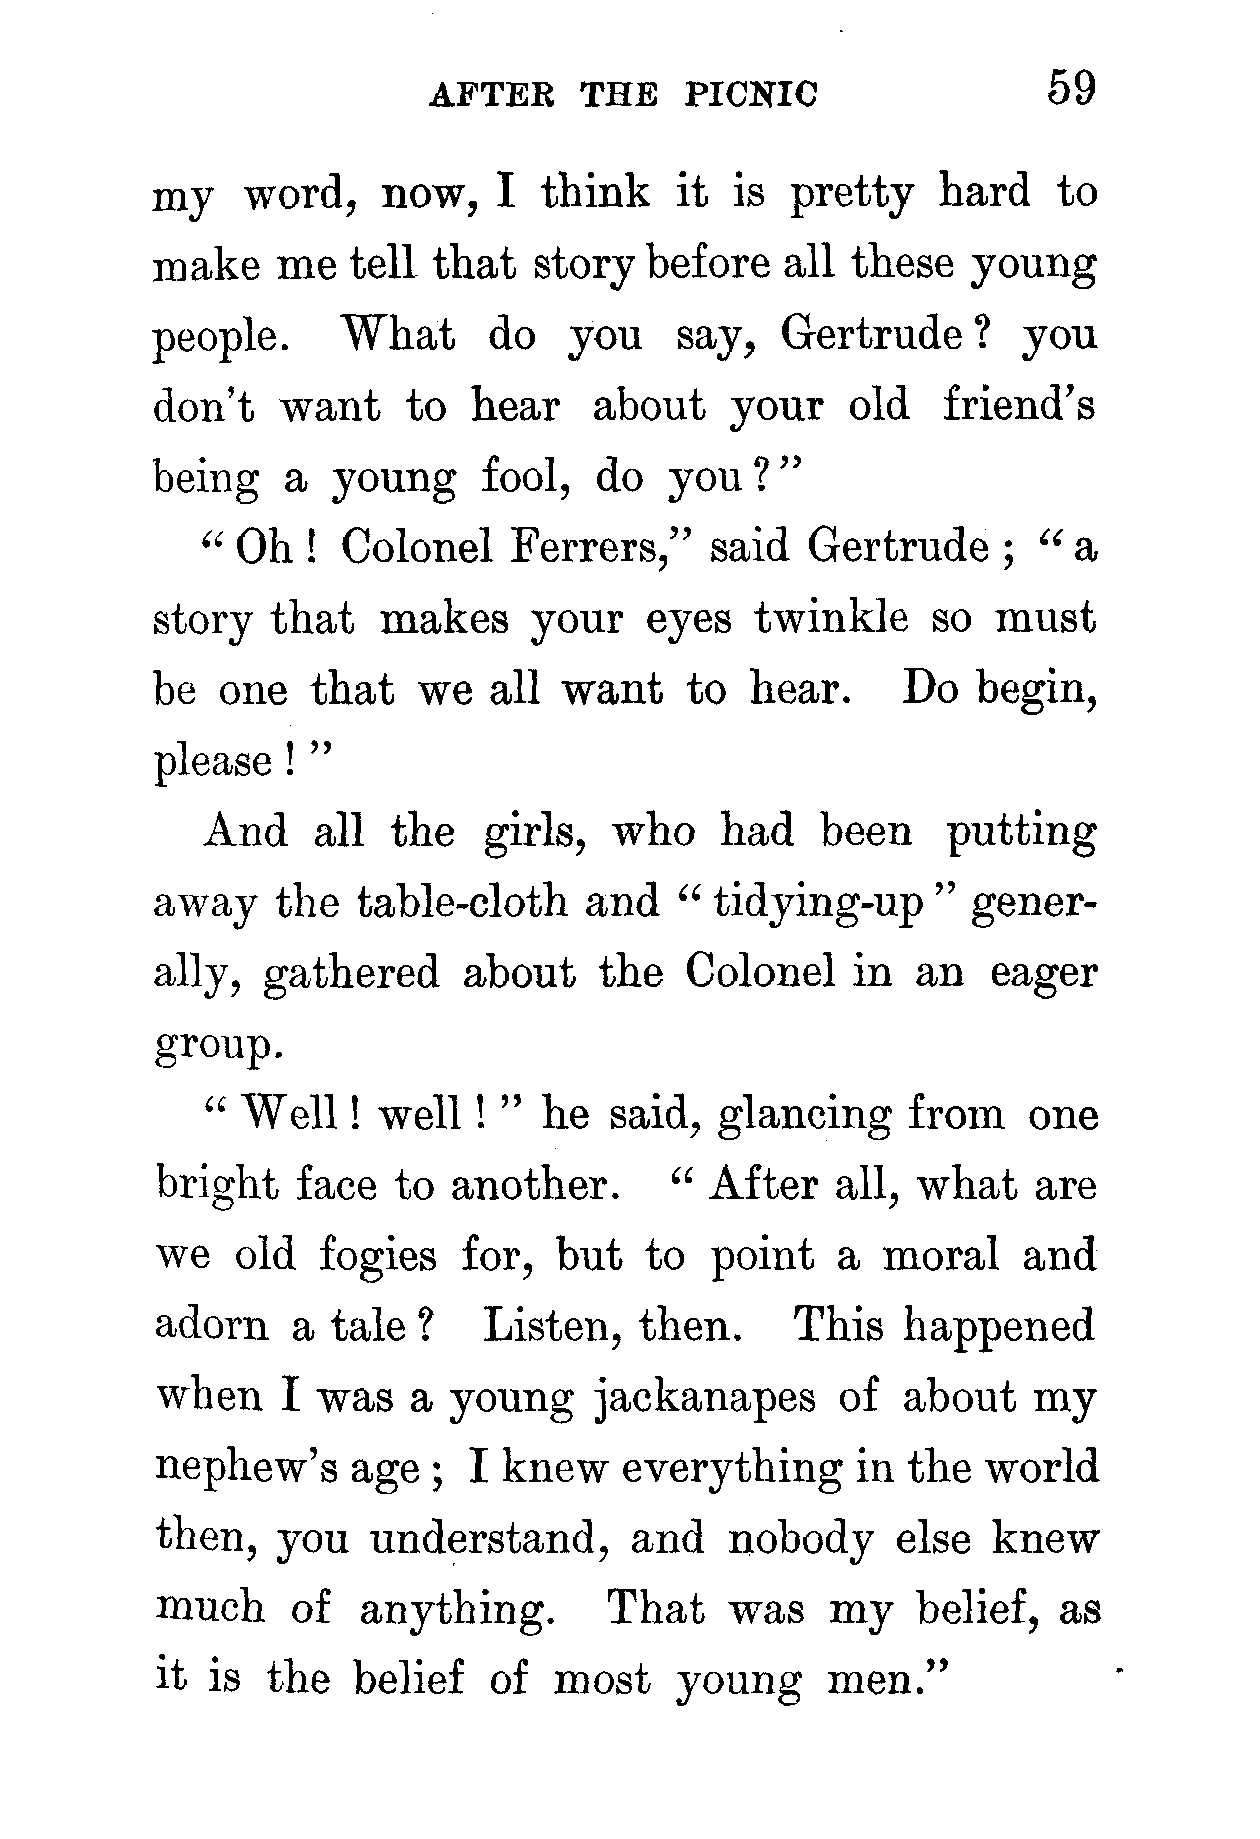 AFTER THE PICNIC 59
my word, now, I think it is pretty hard to
make me tell that story before all these young
people. What do you say, Gertrude? you
don't want to hear about your old friend's
being a young fool, do you?"
"Oh! Colonel Ferrers," said Gertrude; "a
story that makes your eyes twinkle so must
be one that we all want to hear. Do begin,
please!"
And all the girls, who had been putting
away the table-cloth and "tidying-up" gener-
ally, gathered about the Colonel in an eager
group.
"Well! well!" he said, glancing from one
bright face to another. "After all, what are
we old fogies for, but to point a moral and
adorn a tale? Listen, then. This happened
when I was a young jackanapes of about my
nephew's age; I knew everything in the world
then, you understand, and nobody else knew
much of anything. That was my belief, as
it is the belief of most young men."